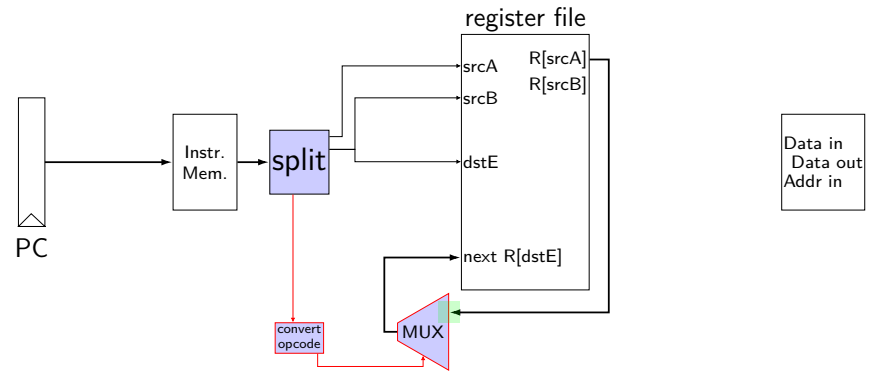 register file
srcA
R[srcA]
R[srcB]
srcB
Instr.
Mem.
split
dstE
Data in
Data out
Addr in
PC
next R[dstE]
convert
opcode
MUX